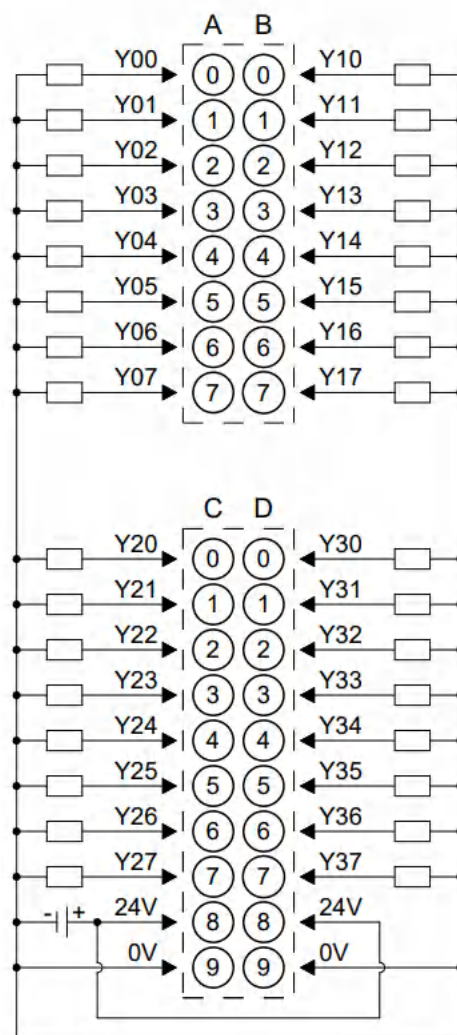 A B
Y00 0 0 Y10
Y01 1 1 Y11
Y02 2 2 Y12
Y03 3 3 Y13
Y04 4 4 Y14
Y05 5 5 Y15
Y06 6 6 Y16
Y07 7 7 Y17
C D
Y20 0 0 Y30
Y21 1 1 Y31
Y22 2 2 Y32
Y23 3 3 Y33
Y24 4 4 Y34
Y25 5 5 Y35
Y26 6 6 Y36
Y27 7 7 Y37
- + 24V 8 8 24V
0V 9 9 0V